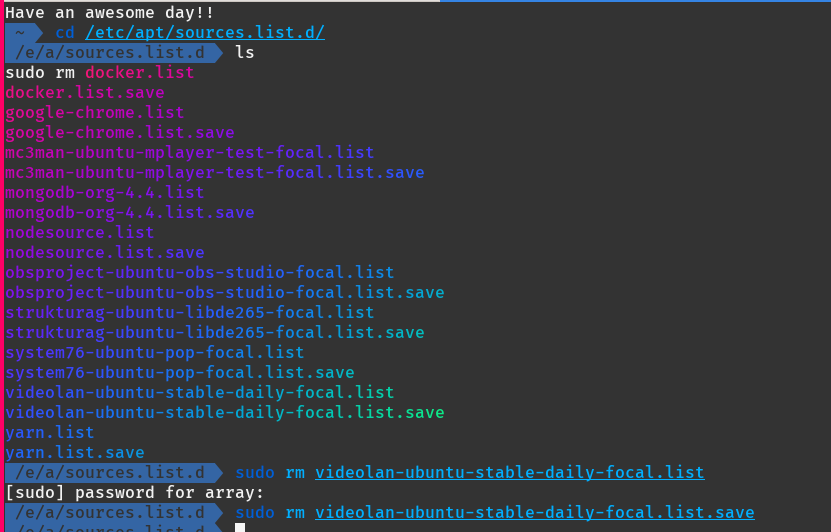 Have an awesome day!!
~ cd /etc/apt/sources.list.d/
/e/a/sources.list.d ls
sudo rm docker.list
docker.list.save
google-chrome.list
google-chrome.list.save
mc3man-ubuntu-mplayer-test-focal.list
mc3man-ubuntu-mplayer-test-focal.list.save
mongodb-org-4.4.list
mongodb-org-4.4.list.save
nodesource.list
nodesource.list.save
obsproject-ubuntu-obs-studio-focal.list
obsproject-ubuntu-obs-studio-focal.list.save
strukturag-ubuntu-libde265-focal.list
strukturag-ubuntu-libde265-focal.list.save
system76-ubuntu-pop-focal.list
system76-ubuntu-pop-focal.list.save
videolan-ubuntu-stable-daily-focal.list
videolan-ubuntu-stable-daily-focal.list.save
yarn.list
yarn.list.save
/e/a/sources.list.d sudo rm videolan-ubuntu-stable-daily-focal.list
[sudo] password for array:
/e/a/sources.list.d sudo rm videolan-ubuntu-stable-daily-focal.list.save
/e/a/sources.list.d